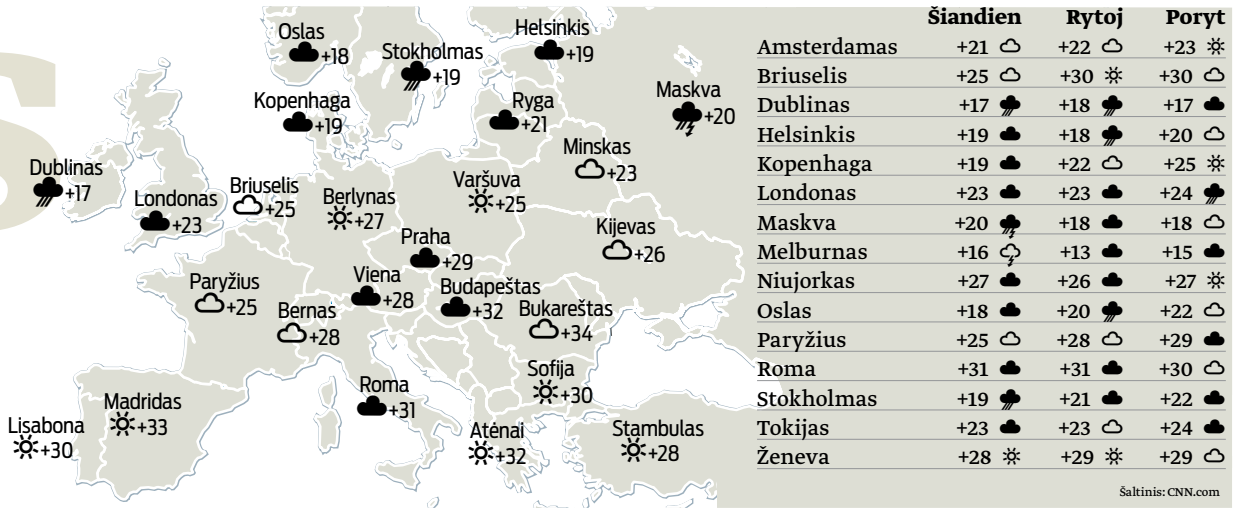 Oslas
+18
Stokholmas
+19
Helsinkis
+19
Kopenhaga
+19
Ryga
+21
Maskva
+20
Minskas
+23
Dublinas
+17
Londonas
+23
Briuselis
+25
Berlynas
+27
Varšuva
+25
Kijevas
+26
Praha
+29
Paryžius
+25
Viena
+28
Budapeštas
+32
Bernas
+28
Bukareštas
+34
Sofija
+30
Roma
+31
Madridas
+33
Lisabona
+30
Atėnai
+32
Stambulas
+28
Šiandien Rytoj Poryt
Amsterdamas +21 +22 +23
Briuselis +25 +30 +30
Dublinas +17 +18 +17
Helsinkis +19 +18 +20
Kopenhaga +19 +22 +25
Londonas +23 +23 +24
Maskva +20 +18 +18
Melburnas +16 +13 +15
Niujorkas +27 +26 +27
Oslas +18 +20 +22
Paryžius +25 +28 +29
Roma +31 +31 +30
Stokholmas +19 +21 +22
Tokijas +23 +23 +24
Ženeva +28 +29 +29
Šaltinis: CNN.com